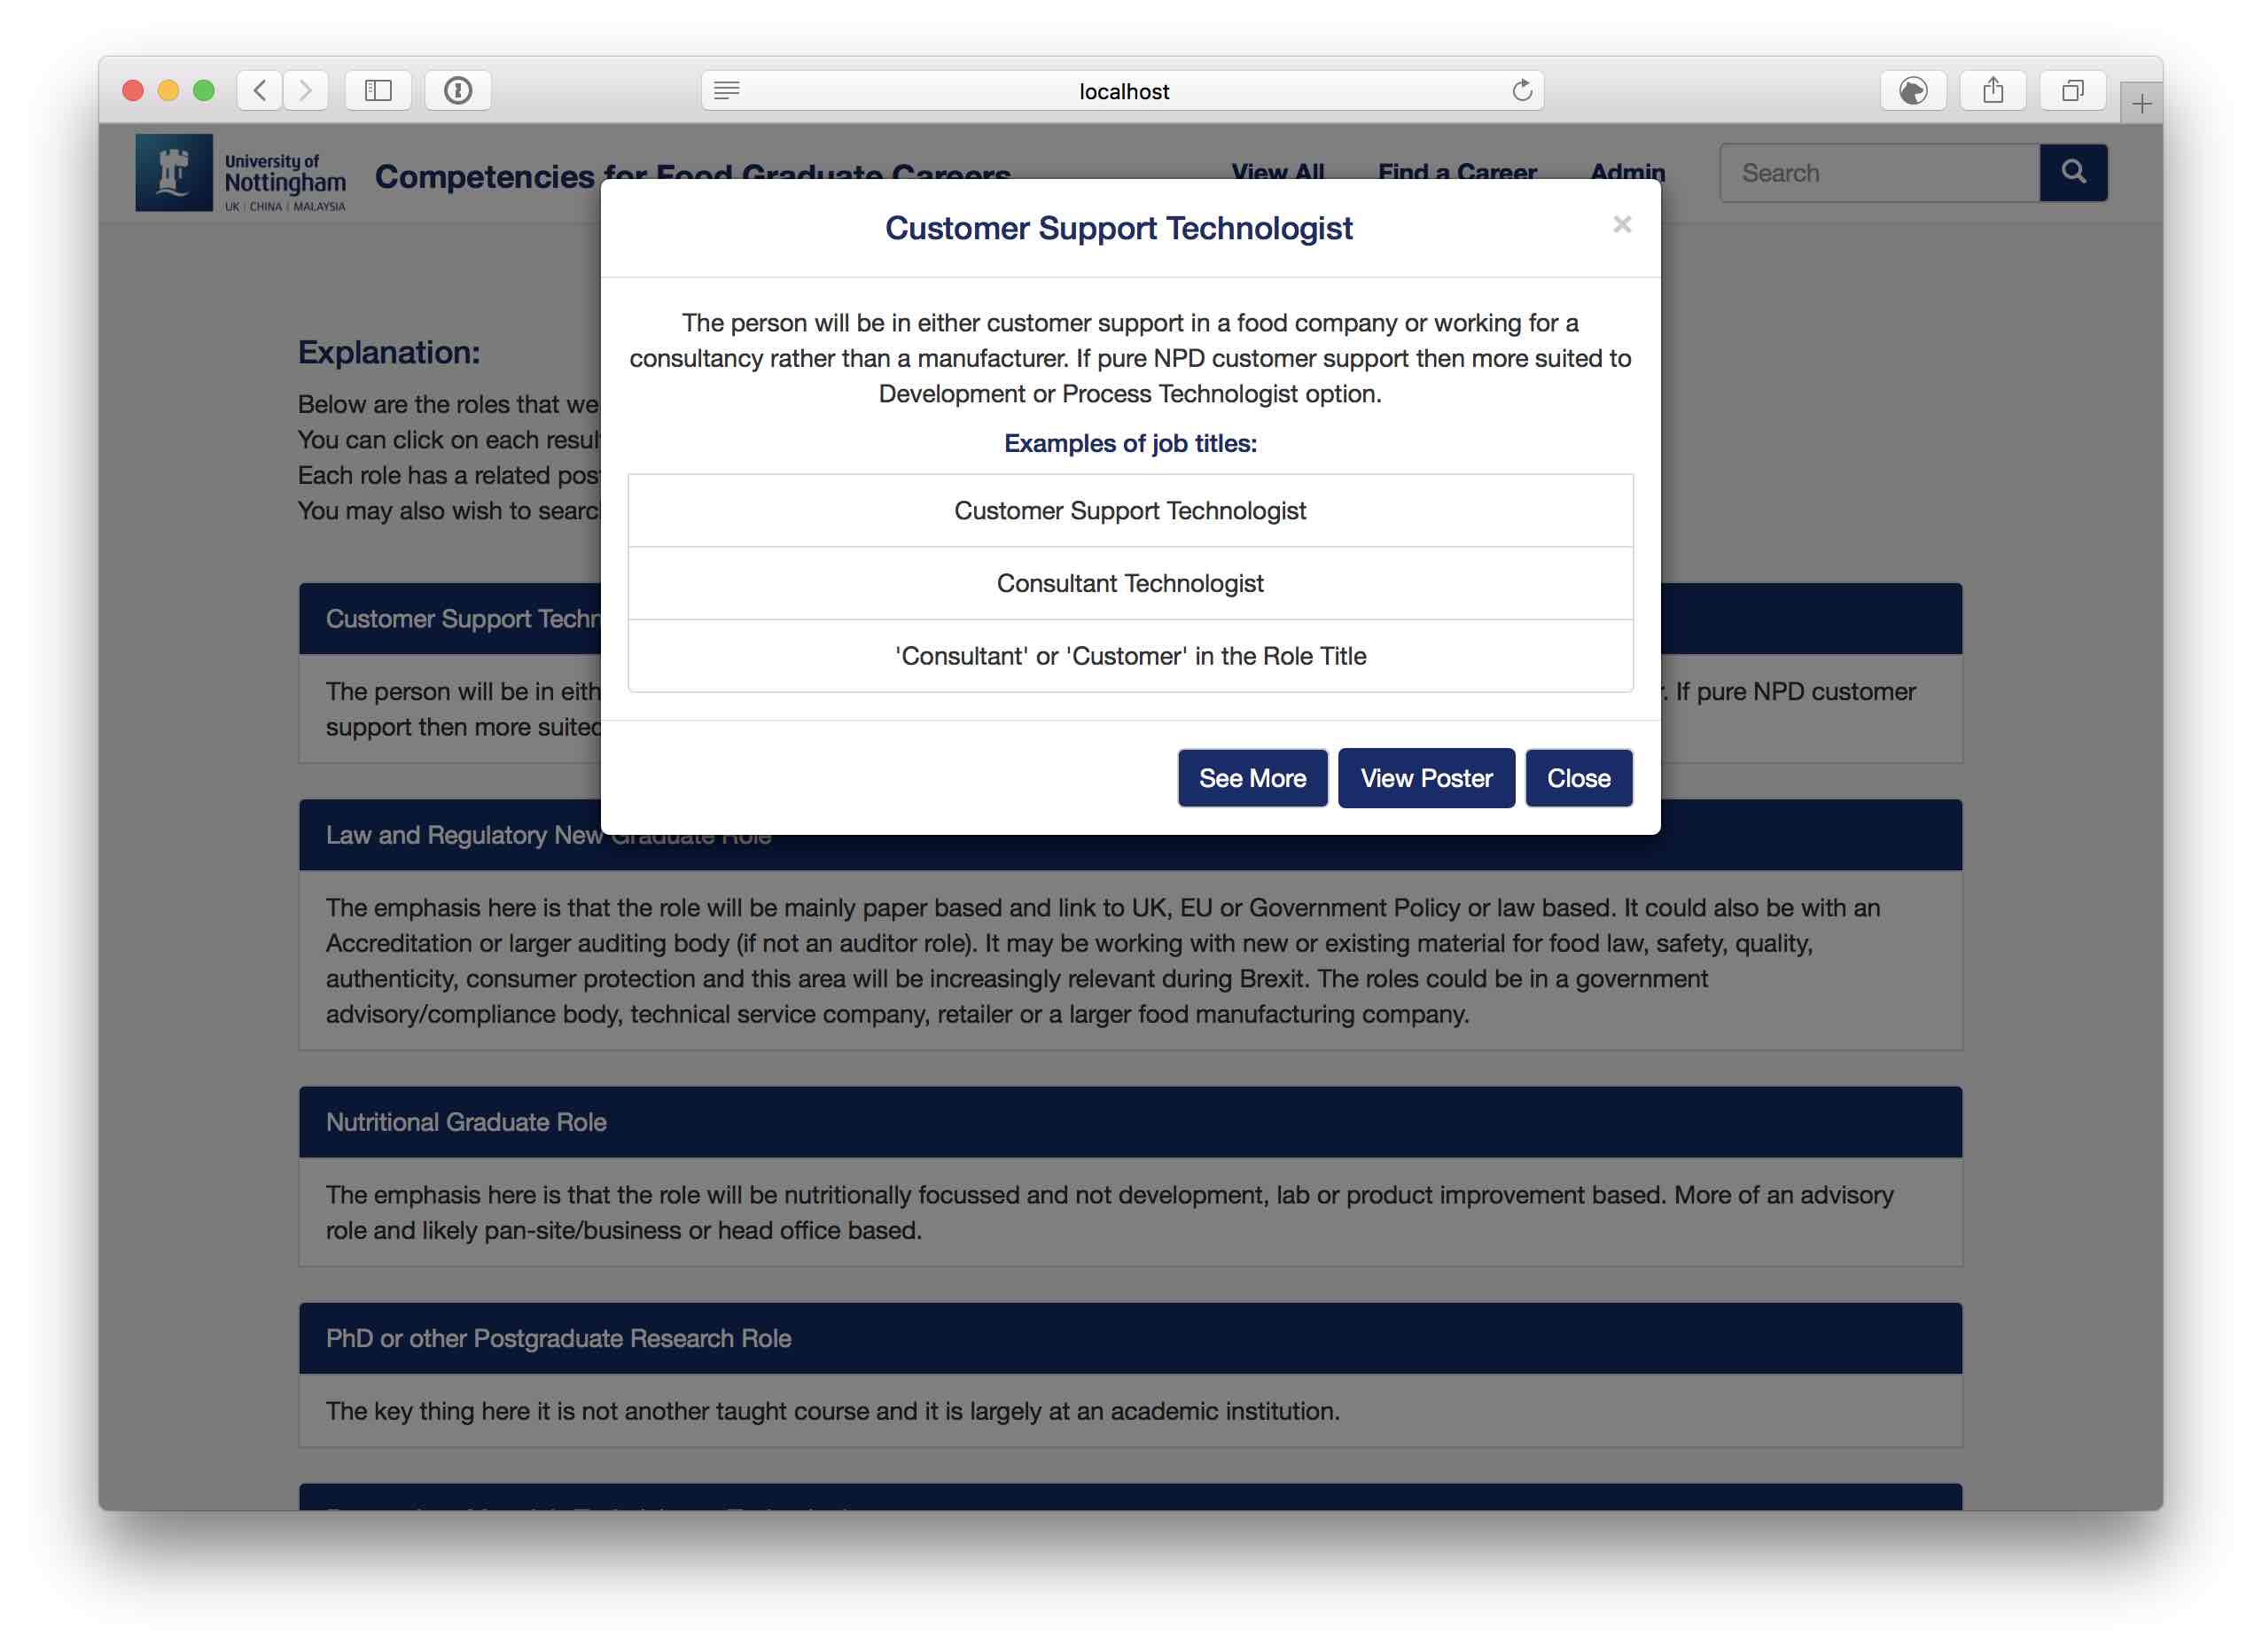 localhost
University of
Nottingham
UK | CHINA | MALAYSIA
Competencies for Food Graduate Careers
View All
Find a Career
Admin
Search
Customer Support Technologist
×
The person will be in either customer support in a food company or working for a
consultancy rather than a manufacturer. If pure NPD customer support then more suited to
Development or Process Technologist option.
Examples of job titles:
Customer Support Technologist
Consultant Technologist
'Consultant' or 'Customer' in the Role Title
See More
View Poster
Close
Explanation:
Below are the roles that we
You can click on each
Each role has a related
You may also wish to
Customer Support
The person will be in
. If pure NPD customer
support then more
Law and Regulatory New Graduate Role
The emphasis here is that the role will be mainly paper based and link to UK, EU or Government Policy or law based. It could also be with an
Accreditation or larger auditing body (if not an auditor role). It may be working with new or existing material for food law, safety, quality,
authenticity, consumer protection and this area will be increasingly relevant during Brexit. The roles could be in a government
advisory/compliance body, technical service company, retailer or a larger food manufacturing company.
Nutritional Graduate Role
The emphasis here is that the role will be nutritionally focussed and not development, lab or product improvement based. More of an advisory
role and likely pan-site/business or head office based.
PhD or other Postgraduate Research Role
The key thing here it is not another taught course and it is largely at an academic institution.